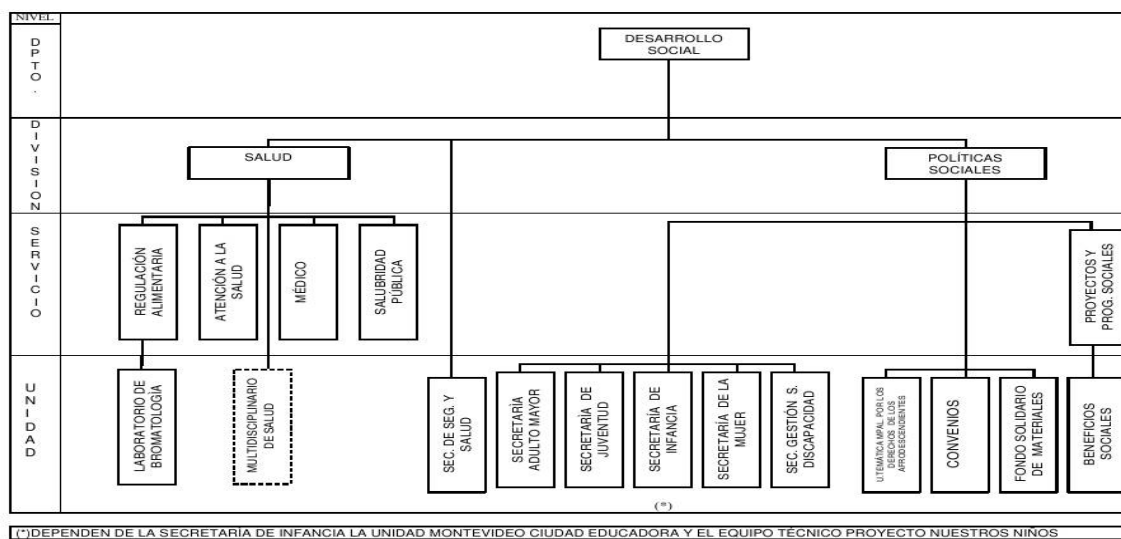 NIVEL
DPTO.
DESARROLLO
SOCIAL
DIVISION
SALUD
POLÍTICAS
SOCIALES
SERVICIO
REGULACIÓN
ALIMENTARIA
ATENCIÓN A LA
SALUD
MÉDICO
SALUBRIDAD
PÚBLICA
PROYECTOS Y
PROG. SOCIALES
UNIDAD
LABORATORIO DE
BROMATOLOGÍA
MULTIDISCIPLINARIO
DE SALUD
SEC. DE SEG. Y
SALUD
SECRETARÍA
ADULTO MAYOR
SECRETARÍA DE
JUVENTUD
SECRETARÍA DE
INFANCIA
SECRETARÍA DE LA
MUJER
SEC. GESTIÓN S.
DISCAPACIDAD
U.TEMÁTICA MPAL. POR LOS
DERECHOS DE LOS
AFRODESCENDIENTES
CONVENIOS
FONDO SOLIDARIO
DE MATERIALES
BENEFICIOS
SOCIALES
(*)
(*)DEPENDEN DE LA SECRETARÍA DE INFANCIA LA UNIDAD MONTEVIDEO CIUDAD EDUCADORA Y EL EQUIPO TÉCNICO PROYECTO NUESTROS NIÑOS